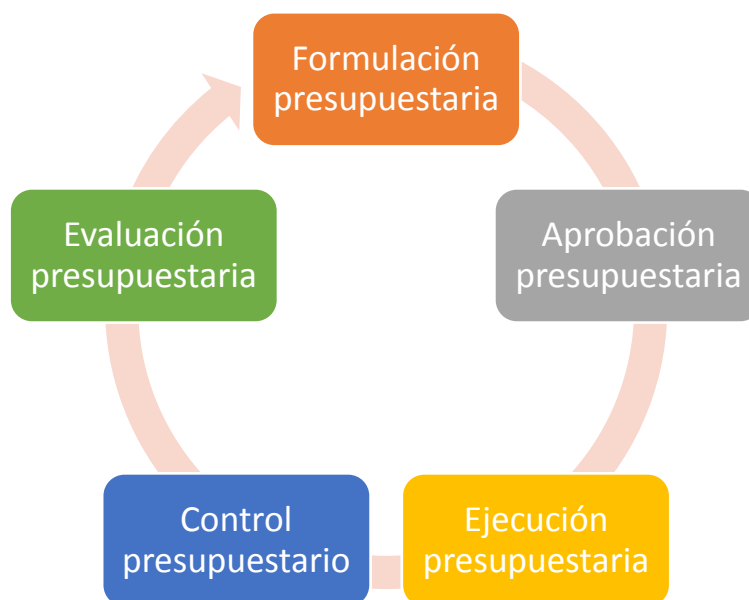 Formulación
presupuestaria
Aprobación
presupuestaria
Ejecución
presupuestaria
Control
presupuestario
Evaluación
presupuestaria